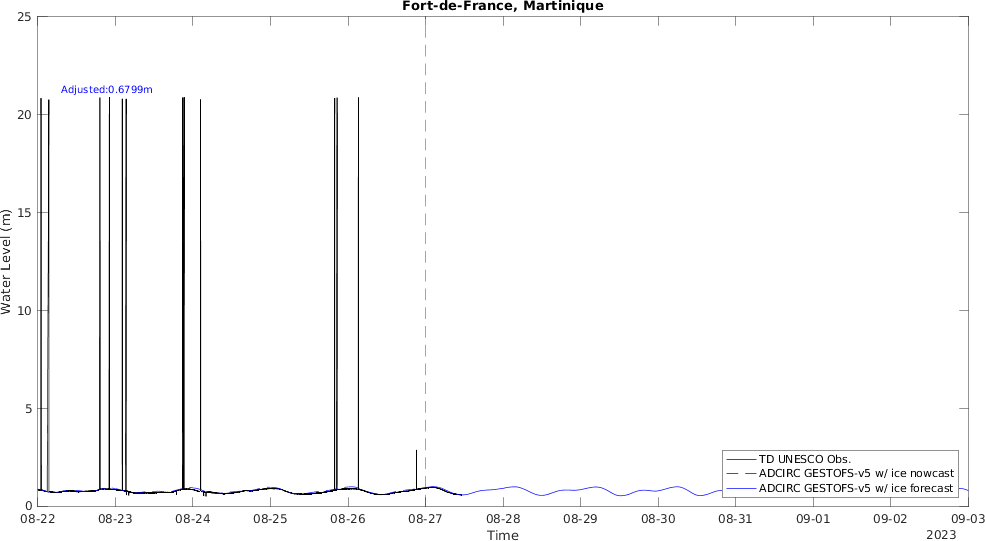 Fort-de-France, Martinique
25
20
15
10
5
0
Water Level (m)
Adjusted:0.6799m
TD UNESCO Obs.
ADCIRC GESTOFS-v5 w/ ice nowcast
ADCIRC GESTOFS-v5 w/ ice forecast
08-22 08-23 08-24 08-25 08-26 08-27 08-28 08-29 08-30 08-31 09-01 09-02 09-03
Time
2023